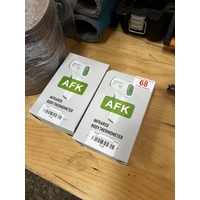 AFK
INFRARED
BODY THERMOMETER
68
AFK
INFRARED
BODY THERMOMETER